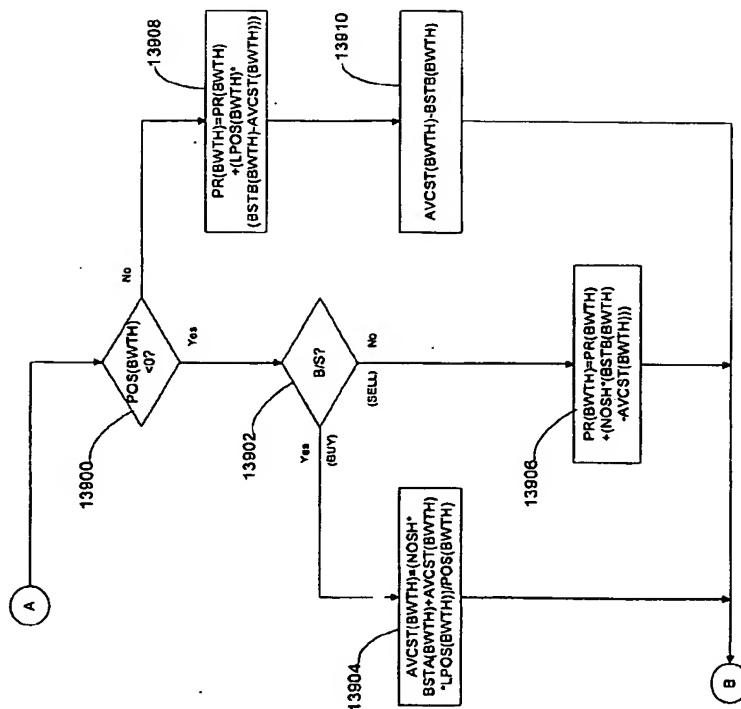 A
13900
POS(BWTH)
<0?
No
Yes
13908
PR(BWTH)=PR(BWTH)
+(LPOS(BWTH)*
(BSTB(BWTH)-AVCST(BWTH)))
13910
AVCST(BWTH)-BSTB(BWTH)
13902
B/S?
Yes
(BUY)
No
(SELL)
13904
AVCST(BWTH)=(NOSH*
BSTA(BWTH)+AVCST(BWTH)
*LPOS(BWTH))/POS(BWTH)
13906
PR(BWTH)=PR(BWTH)
+(NOSH*(BSTB(BWTH)
-AVCST(BWTH)))
B